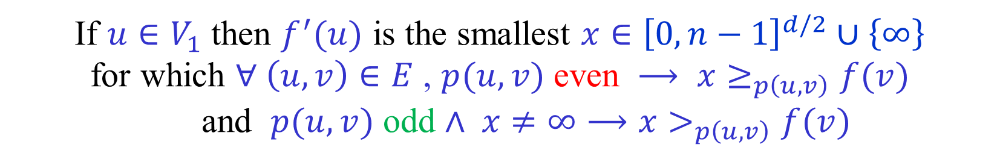 If u ∈ V₁ then f′(u) is the smallest x ∈ [0, n − 1]^{d/2} ∪ {∞}
for which ∀ (u, v) ∈ E , p(u, v) even ⟶ x ≥_{p(u,v)} f(v)
and p(u, v) odd ∧ x ≠ ∞ ⟶ x >_{p(u,v)} f(v)